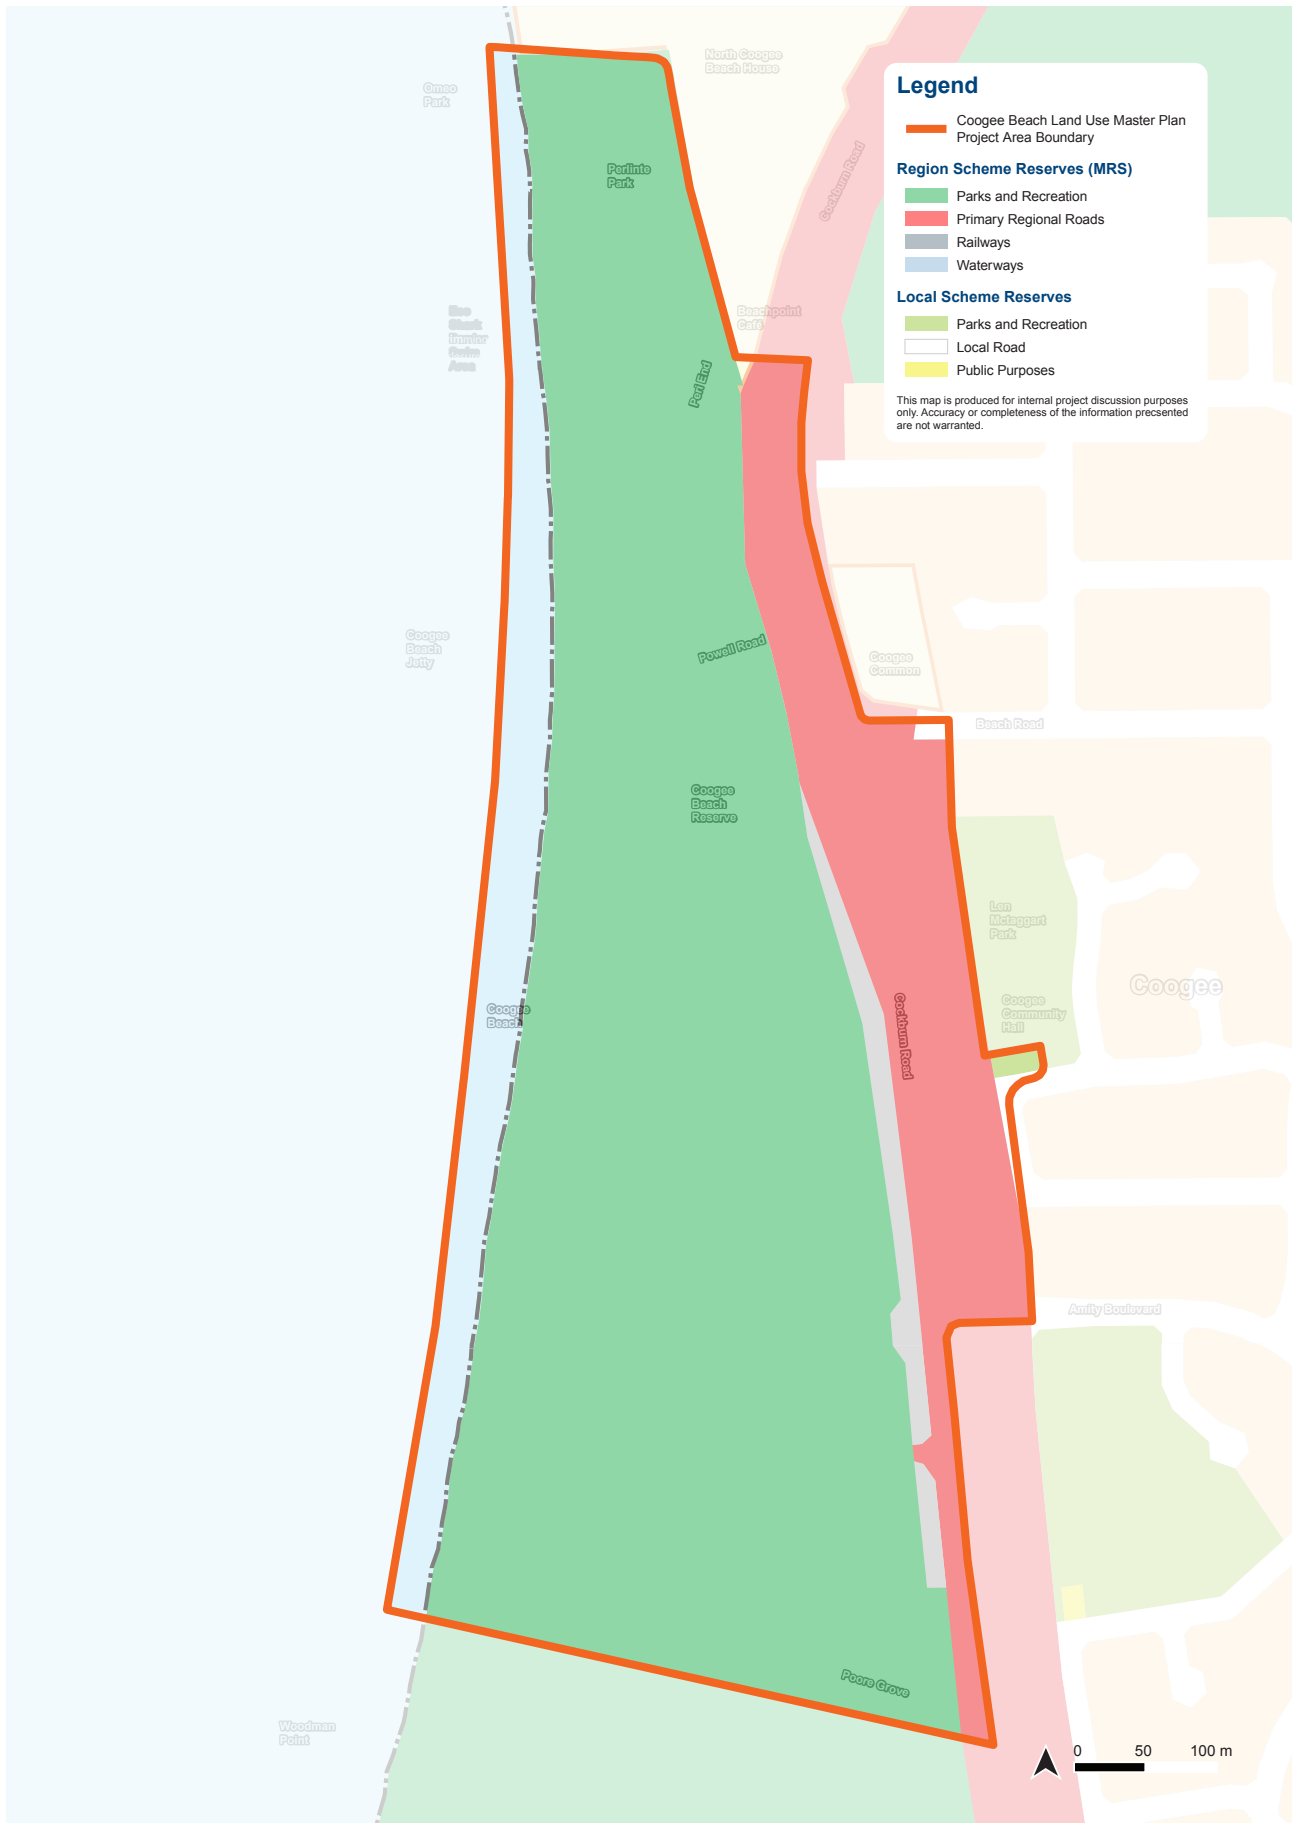 Omeo
Park
North Coogee
Beach House
Legend
Coogee Beach Land Use Master Plan
Project Area Boundary
Region Scheme Reserves (MRS)
Parks and Recreation
Primary Regional Roads
Railways
Waterways
Local Scheme Reserves
Parks and Recreation
Local Road
Public Purposes
This map is produced for internal project discussion purposes
only. Accuracy or completeness of the information precsented
are not warranted.
Cockburn Road
Perlinte
Park
Eco
Shark
Swim
Area
Beachpoint
Café
Perl End
Coogee
Beach
Jetty
Powell Road
Coogee
Common
Beach Road
Coogee
Beach
Reserve
Len
Mctaggart
Park
Coogee
Coogee
Community
Hall
Coogee
Beach
Cockburn Road
Amity Boulevard
Poore Grove
Woodman
Point
0 50 100 m